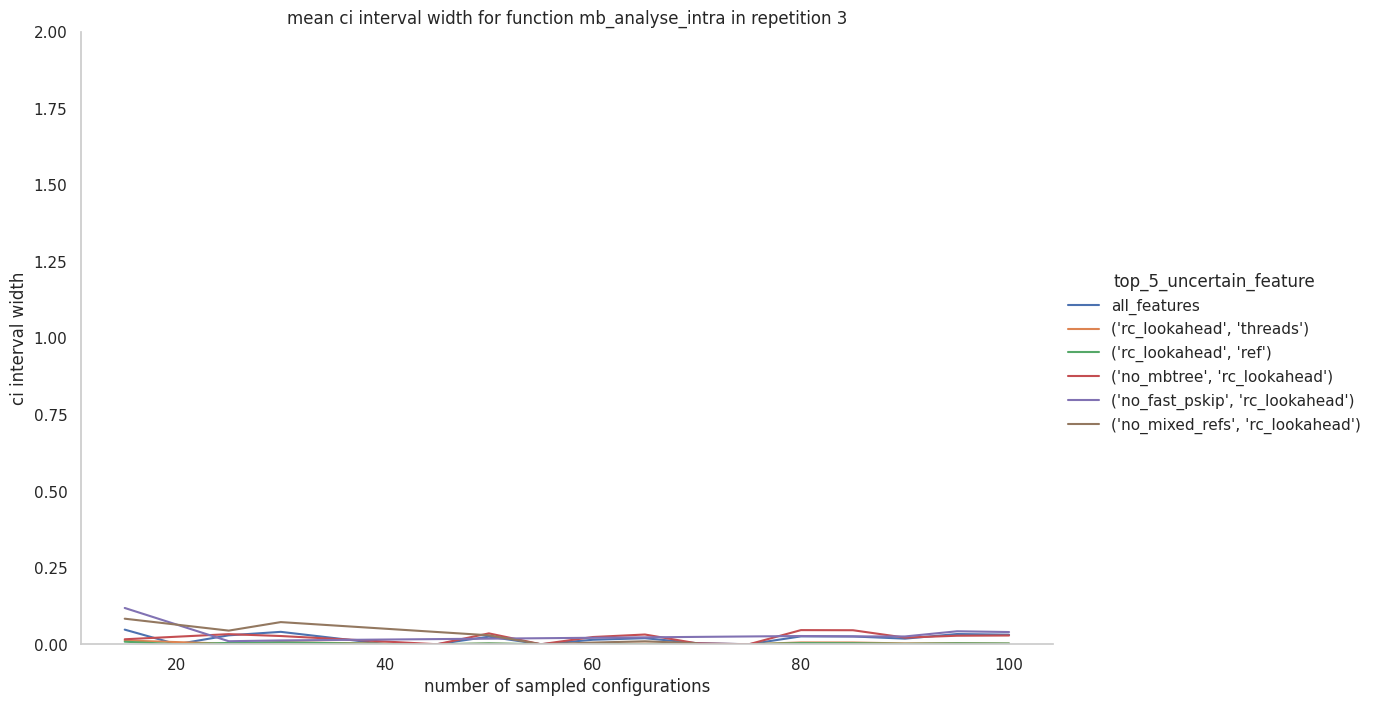 mean ci interval width for function mb_analyse_intra in repetition 3
2.00
1.75
1.50
1.25
1.00
0.75
0.50
0.25
0.00
ci interval width
20
40
60
80
100
number of sampled configurations
top_5_uncertain_feature
all_features
('rc_lookahead', 'threads')
('rc_lookahead', 'ref')
('no_mbtree', 'rc_lookahead')
('no_fast_pskip', 'rc_lookahead')
('no_mixed_refs', 'rc_lookahead')